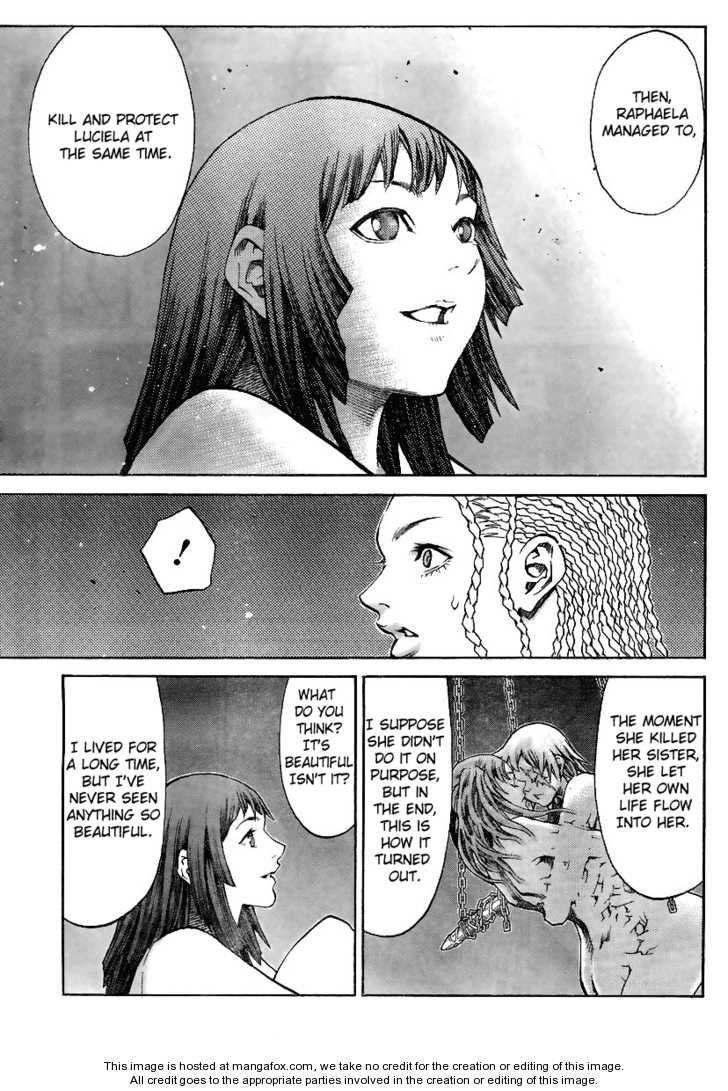 THEN,
RAPHAELA
MANAGED TO,
KILL AND PROTECT
LUCIELA AT
THE SAME TIME.
!
THE MOMENT
SHE KILLED
HER SISTER,
SHE LET
HER OWN
LIFE FLOW
INTO HER.
I SUPPOSE
SHE DIDN'T
DO IT ON
PURPOSE,
BUT IN
THE END,
THIS IS
HOW IT
TURNED
OUT.
WHAT
DO YOU
THINK?
IT'S
BEAUTIFUL
ISN'T IT?
I LIVED FOR
A LONG TIME,
BUT I'VE
NEVER SEEN
ANYTHING SO
BEAUTIFUL.
This image is hosted at mangafox.com, we take no credit for the creation or editing of this image.
All credit goes to the appropriate parties involved in the creation or editing of this image.